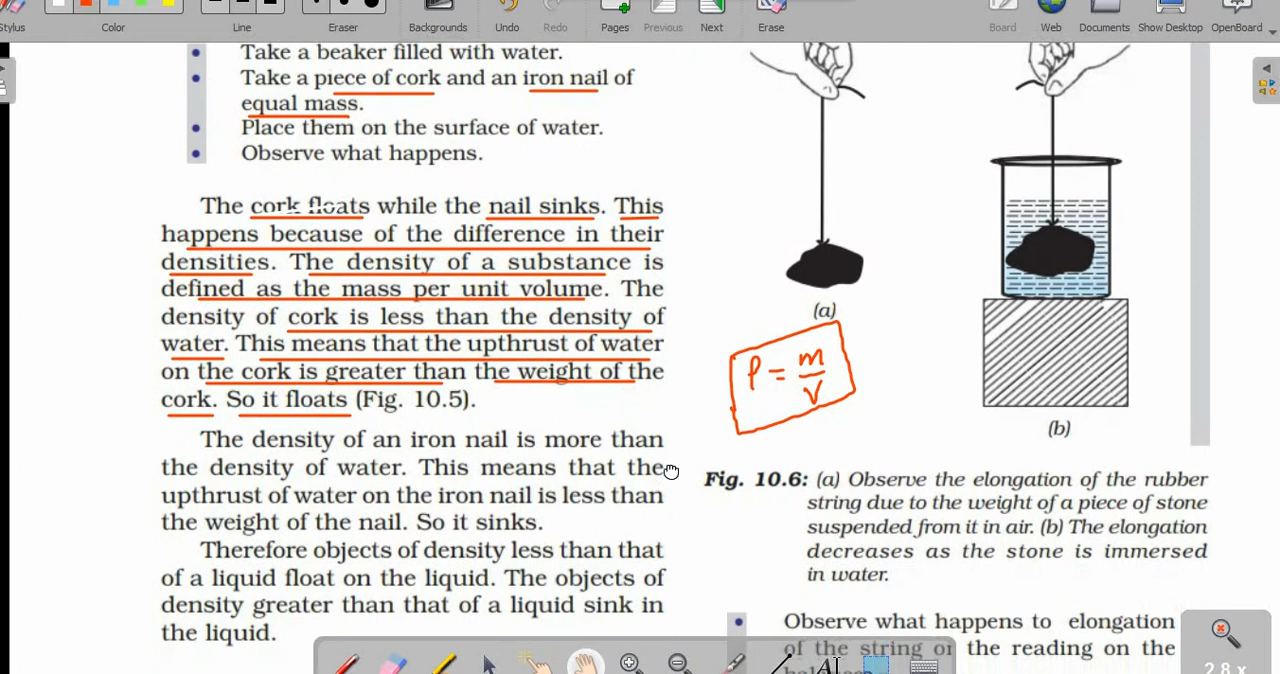 Stylus
Color
Line
Eraser
Backgrounds
Undo
Redo
Pages
Previous
Next
Erase
Board
Web
Documents
Show Desktop
OpenBoard
• Take a beaker filled with water.
• Take a piece of cork and an iron nail of
equal mass.
• Place them on the surface of water.
• Observe what happens.
The cork floats while the nail sinks. This
happens because of the difference in their
densities. The density of a substance is
defined as the mass per unit volume. The
density of cork is less than the density of
water. This means that the upthrust of water
on the cork is greater than the weight of the
cork. So it floats (Fig. 10.5).
The density of an iron nail is more than
the density of water. This means that the
upthrust of water on the iron nail is less than
the weight of the nail. So it sinks.
Therefore objects of density less than that
of a liquid float on the liquid. The objects of
density greater than that of a liquid sink in
the liquid.
(a)
ρ = m/V
(b)
Fig. 10.6: (a) Observe the elongation of the rubber
string due to the weight of a piece of stone
suspended from it in air. (b) The elongation
decreases as the stone is immersed
in water.
• Observe what happens to elongation
of the string or the reading on the
2.8 x